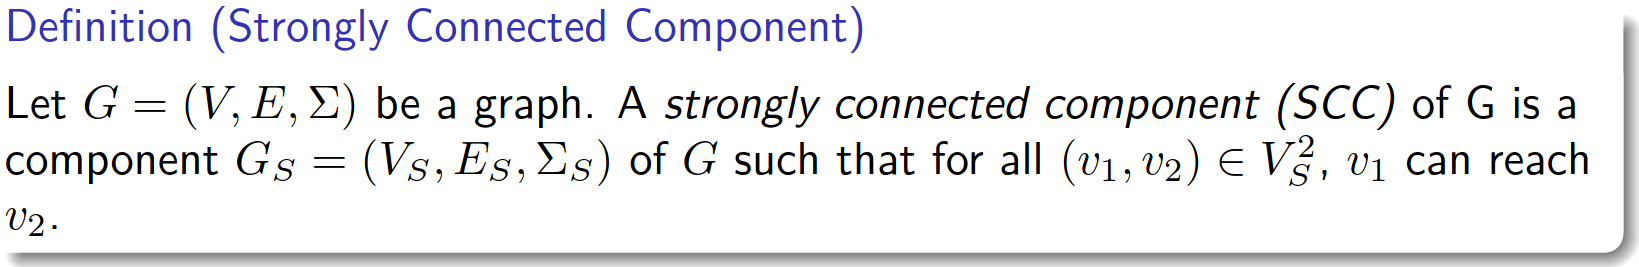 Definition (Strongly Connected Component)
Let G = (V, E, Σ) be a graph. A strongly connected component (SCC) of G is a
component G_S = (V_S, E_S, Σ_S) of G such that for all (v_1, v_2) ∈ V_S^2, v_1 can reach
v_2.